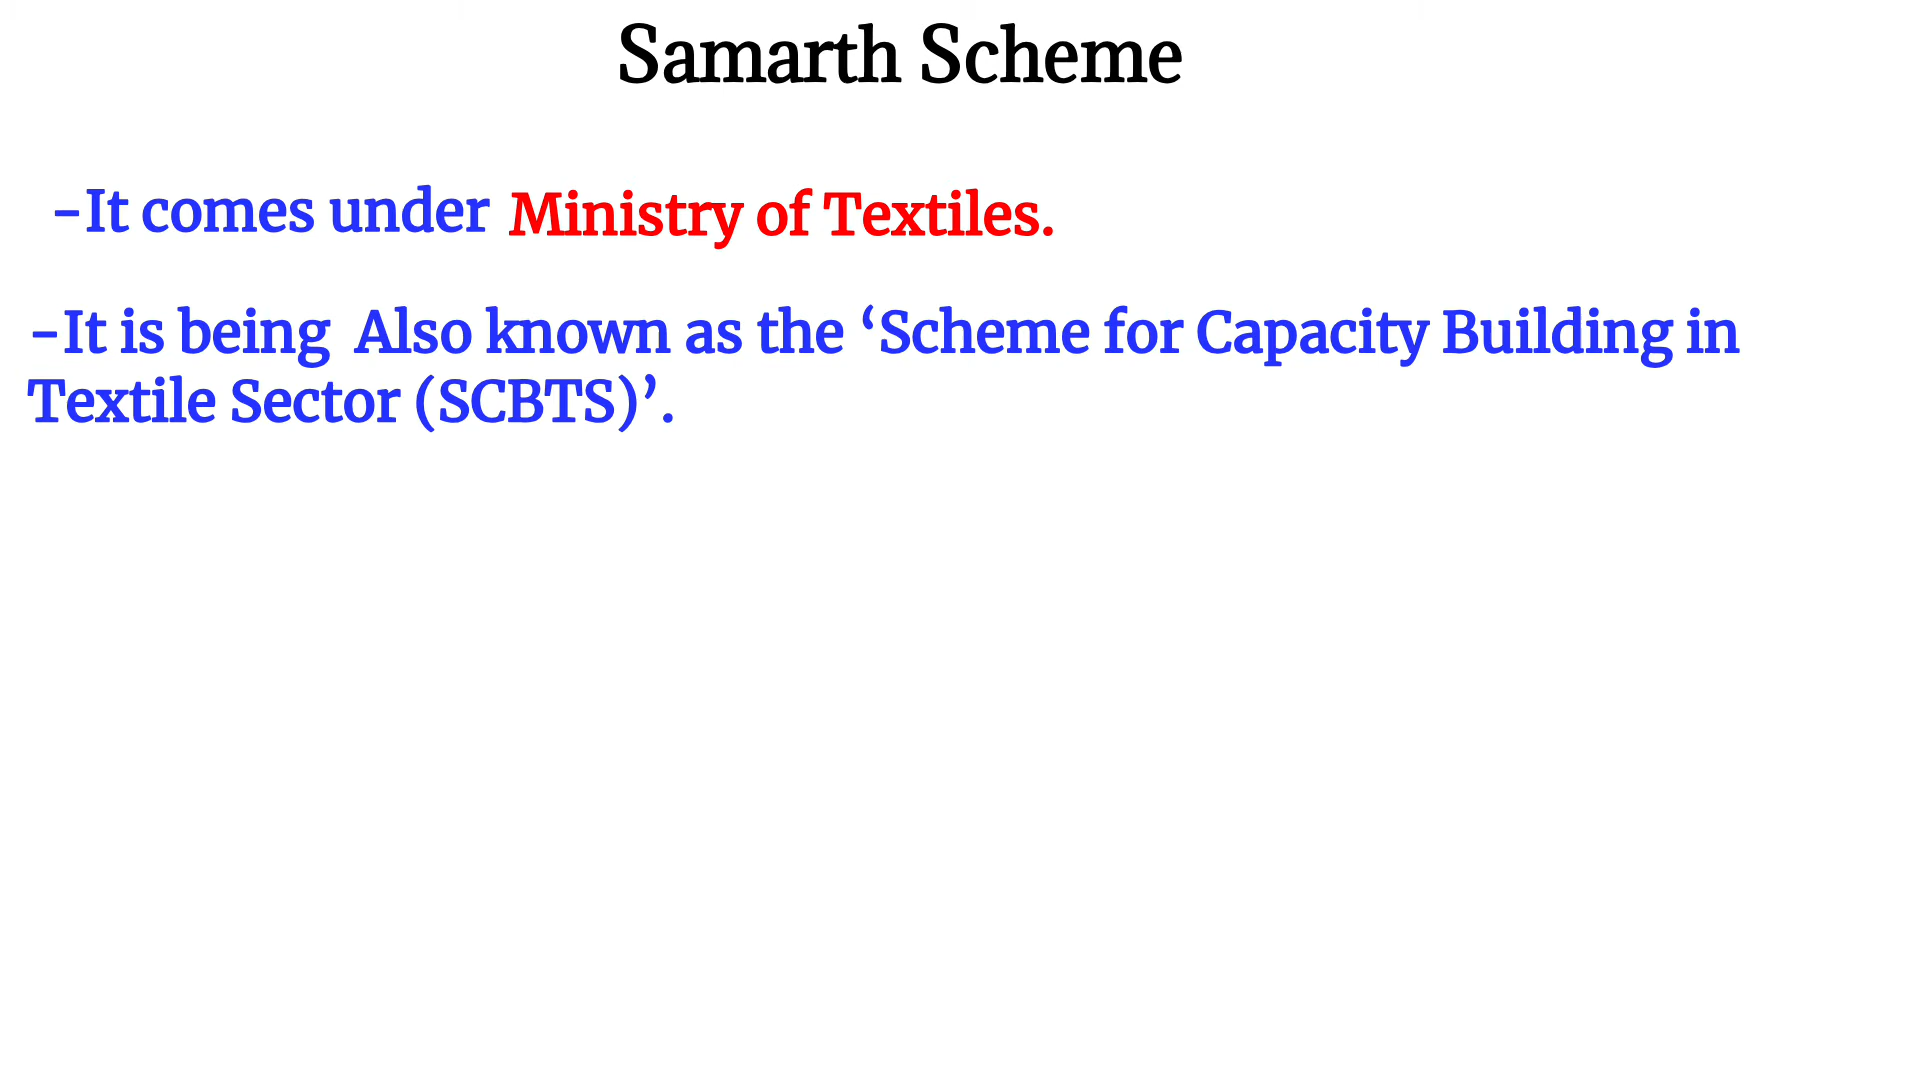 Samarth Scheme
-It comes under Ministry of Textiles.
-It is being Also known as the ‘Scheme for Capacity Building in
Textile Sector (SCBTS)’.